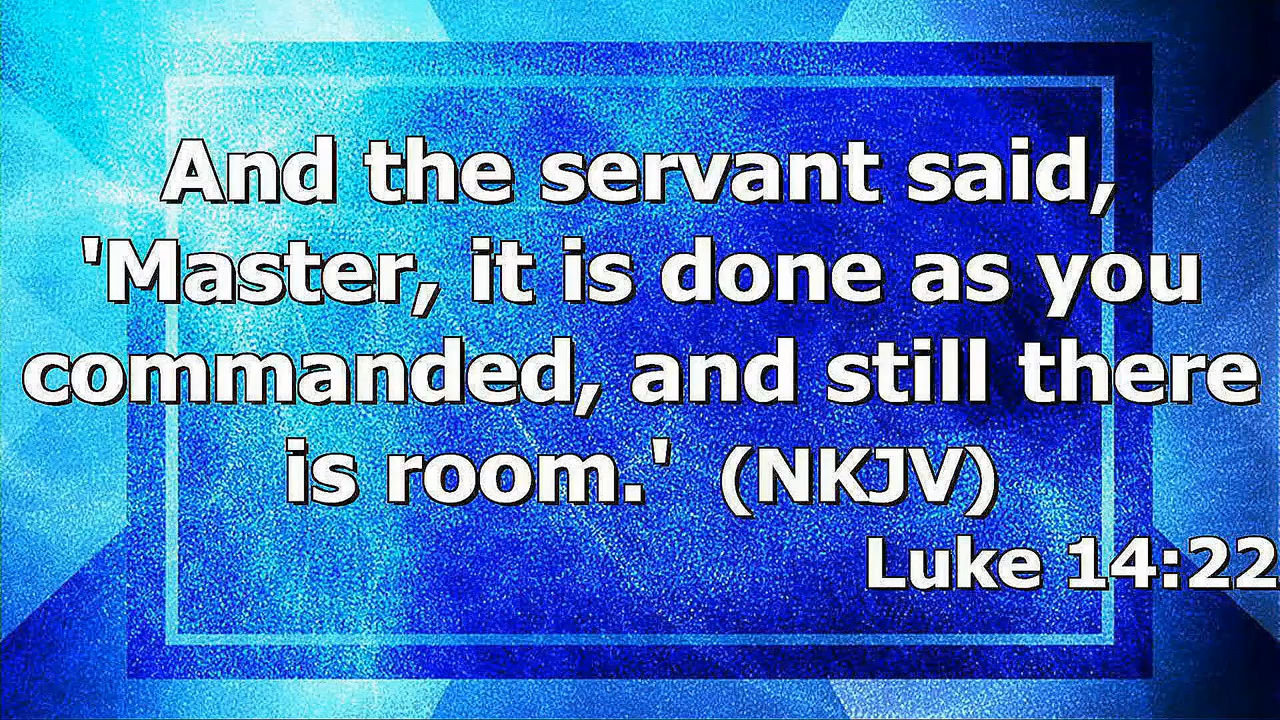 And the servant said,
'Master, it is done as you
commanded, and still there
is room.' (NKJV)
Luke 14:22